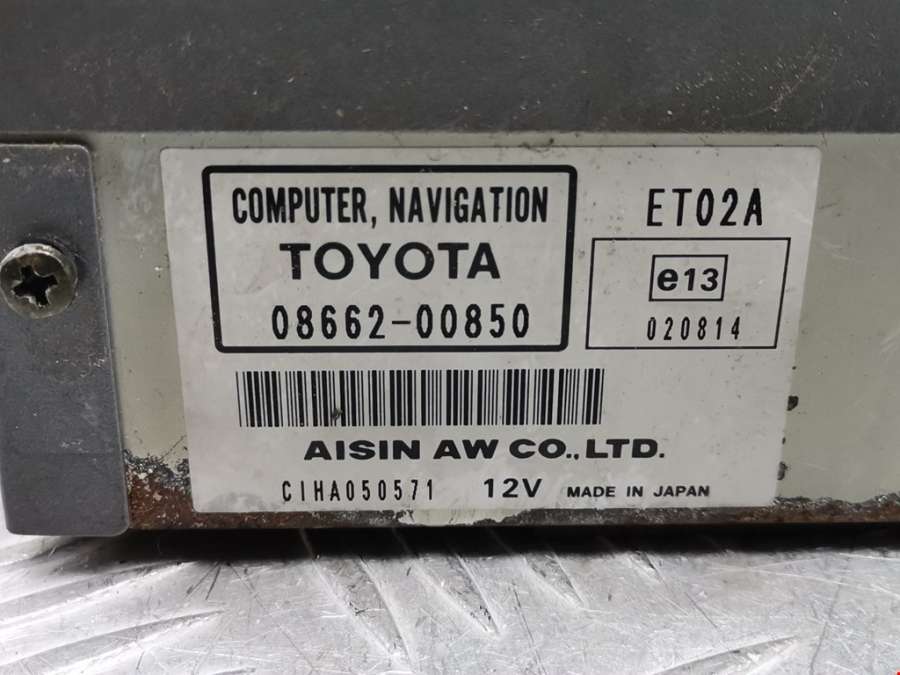 COMPUTER, NAVIGATION
TOYOTA
08662-00850
ET02A
e13
020814
AISIN AW CO., LTD.
CIHA050571 12V MADE IN JAPAN